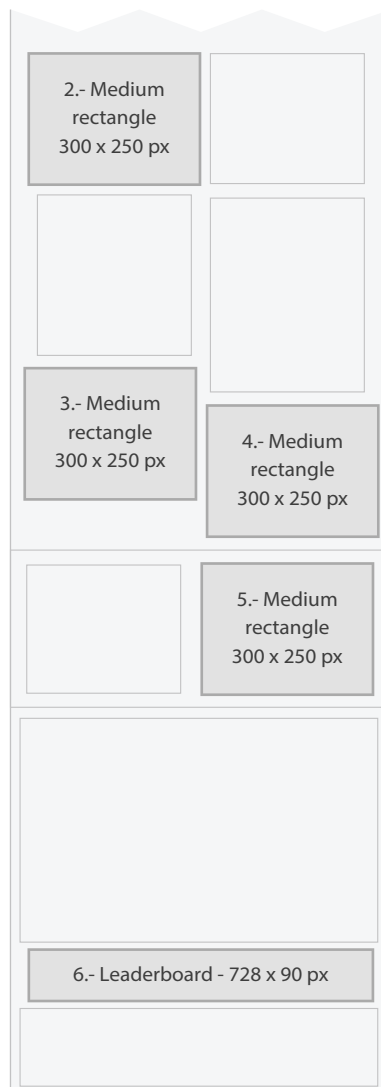 2.- Medium
rectangle
300 x 250 px
3.- Medium
rectangle
300 x 250 px
4.- Medium
rectangle
300 x 250 px
5.- Medium
rectangle
300 x 250 px
6.- Leaderboard - 728 x 90 px